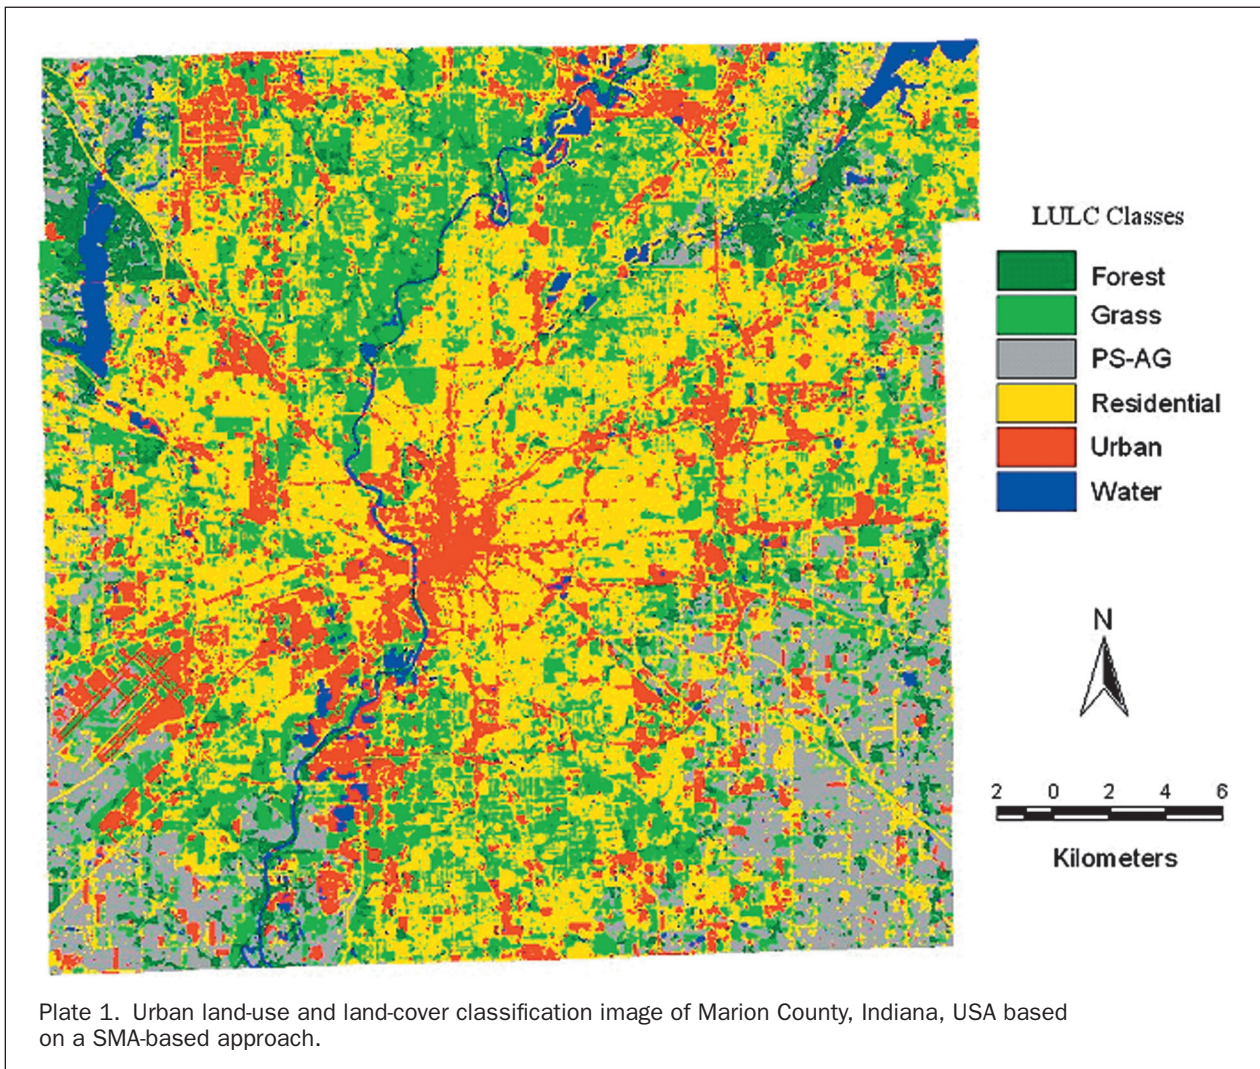 LULC Classes
Forest
Grass
PS-AG
Residential
Urban
Water
N
2 0 2 4 6
Kilometers
Plate 1. Urban land-use and land-cover classification image of Marion County, Indiana, USA based
on a SMA-based approach.